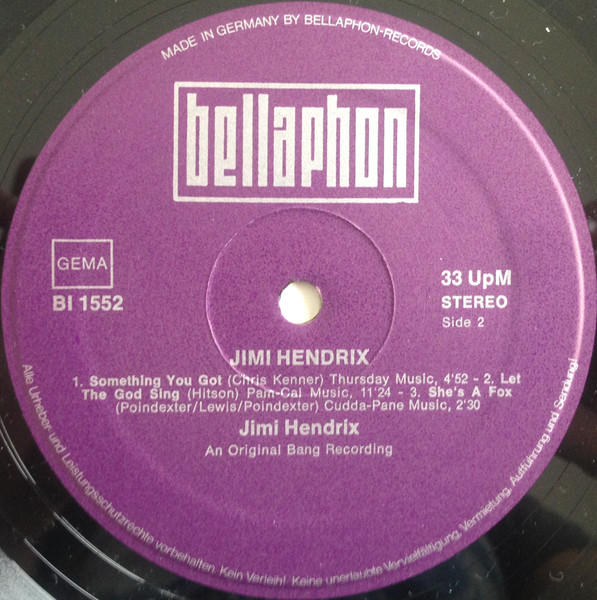 MADE IN GERMANY BY BELLAPHON-RECORDS
bellaphon
GEMA
BI 1552
33 UpM
STEREO
Side 2
JIMI HENDRIX
1. Something You Got (Chris Kenner) Thursday Music, 4'52 - 2. Let
The God Sing (Hitson) Pam-Cal Music, 11'24 - 3. She's A Fox
(Poindexter/Lewis/Poindexter) Cudda-Pane Music, 2'30
Jimi Hendrix
An Original Bang Recording
Alle Urheber-und Leistungsschutzrechte vorbehalten. Kein Verleih! Keine unerlaubte Vervielfältigung, Vermietung, Aufführung und Sendung!